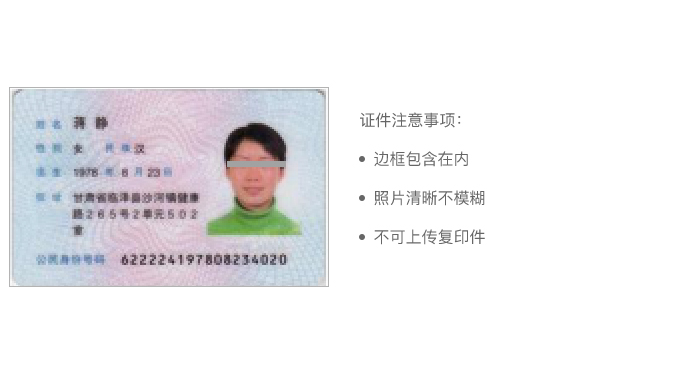 姓名 蒋静
性别 女 民族 汉
出生 1978 年 8 月 23 日
住址 甘肃省临泽县沙河镇健康
路265号2单元502
室
公民身份号码 622224197808234020
证件注意事项：
边框包含在内
照片清晰不模糊
不可上传复印件